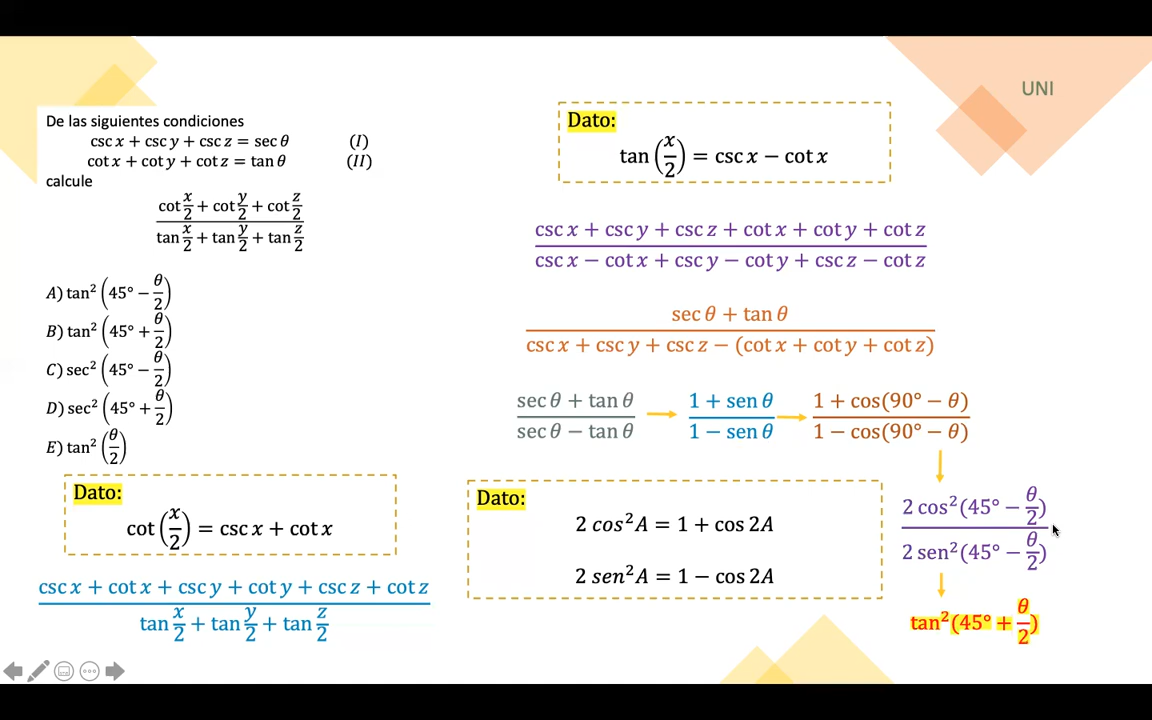 UNI
De las siguientes condiciones
csc x + csc y + csc z = sec θ (I)
cot x + cot y + cot z = tan θ (II)
calcule
cot x/2 + cot y/2 + cot z/2
tan x/2 + tan y/2 + tan z/2
A) tan² (45° − θ/2)
B) tan² (45° + θ/2)
C) sec² (45° − θ/2)
D) sec² (45° + θ/2)
E) tan² (θ/2)
Dato:
cot (x/2) = csc x + cot x
csc x + cot x + csc y + cot y + csc z + cot z
tan x/2 + tan y/2 + tan z/2
Dato:
tan (x/2) = csc x − cot x
csc x + csc y + csc z + cot x + cot y + cot z
csc x − cot x + csc y − cot y + csc z − cot z
sec θ + tan θ
csc x + csc y + csc z − (cot x + cot y + cot z)
sec θ + tan θ → 1 + sen θ → 1 + cos(90° − θ)
sec θ − tan θ 1 − sen θ 1 − cos(90° − θ)
Dato:
2 cos²A = 1 + cos 2A
2 sen²A = 1 − cos 2A
2 cos²(45° − θ/2)
2 sen²(45° − θ/2)
tan²(45° + θ/2)